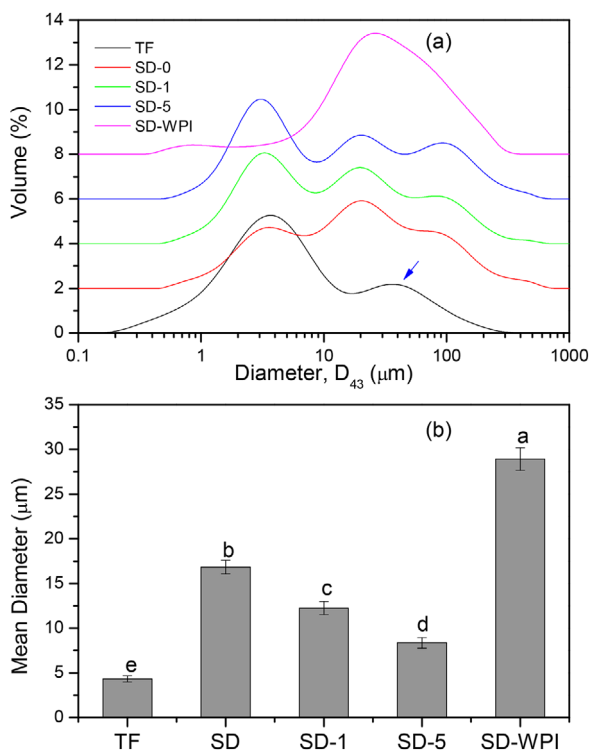 14
12
10
8
6
4
2
0
Volume (%)
(a)
TF
SD-0
SD-1
SD-5
SD-WPI
0.1
1
10
100
1000
Diameter, D43 (μm)
35
30
25
20
15
10
5
0
Mean Diameter (μm)
(b)
e
b
c
d
a
TF SD SD-1 SD-5 SD-WPI